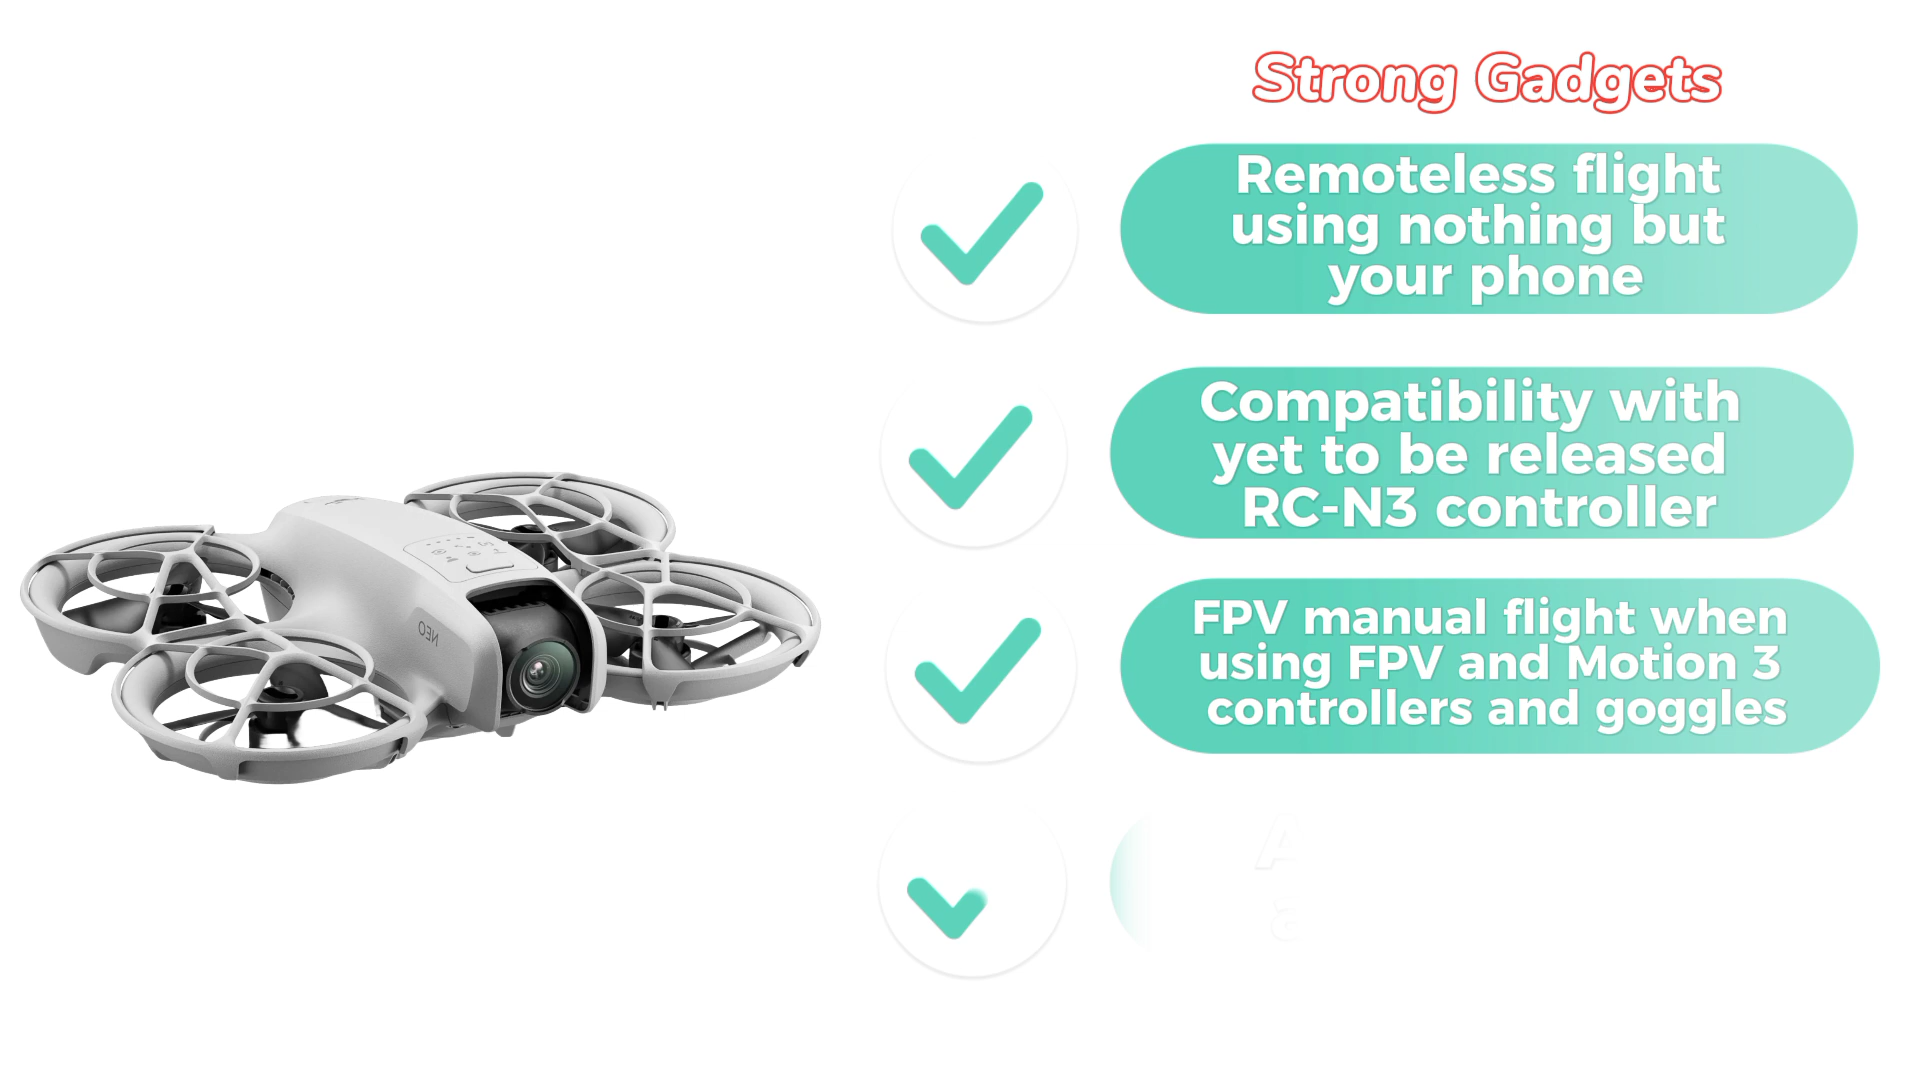 Strong Gadgets
Remoteless flight
using nothing but
your phone
Compatibility with
yet to be released
RC-N3 controller
FPV manual flight when
using FPV and Motion 3
controllers and goggles
NEO